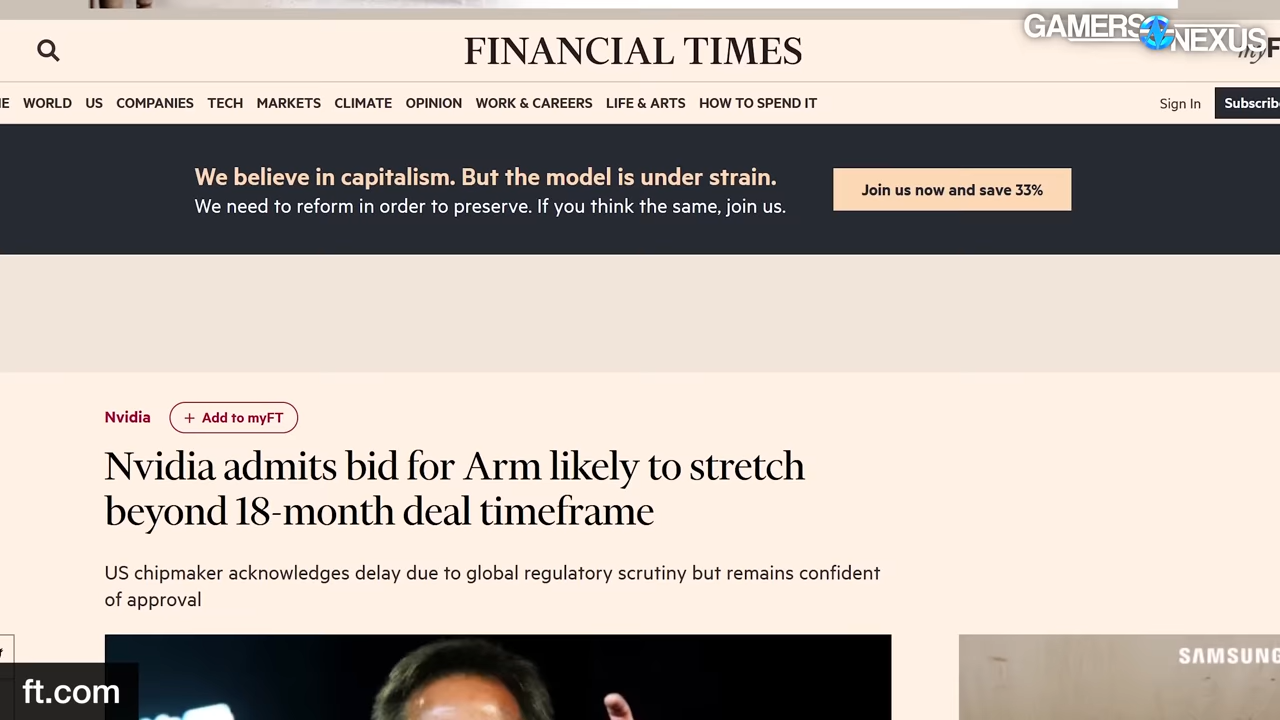 GAMERS NEXUS
FINANCIAL TIMES
WORLD US COMPANIES TECH MARKETS CLIMATE OPINION WORK & CAREERS LIFE & ARTS HOW TO SPEND IT
Sign In
Subscrib
We believe in capitalism. But the model is under strain.
We need to reform in order to preserve. If you think the same, join us.
Join us now and save 33%
Nvidia
+ Add to myFT
Nvidia admits bid for Arm likely to stretch
beyond 18-month deal timeframe
US chipmaker acknowledges delay due to global regulatory scrutiny but remains confident
of approval
SAMSUNG
ft.com